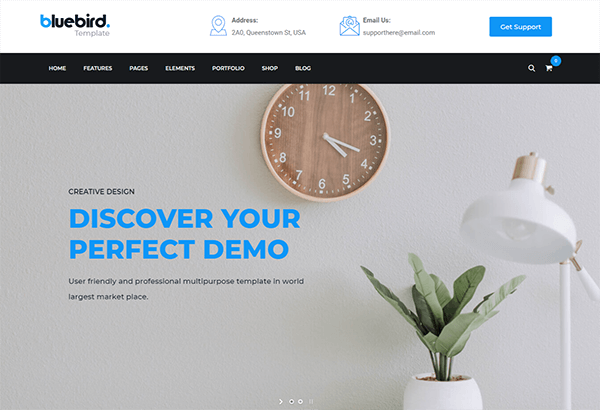 bluebird.
Template
Address:
2A0, Queenstown St, USA
Email Us:
supporthere@email.com
Get Support
HOME FEATURES PAGES ELEMENTS PORTFOLIO SHOP BLOG
0
12
1
2
3
4
5
6
7
8
9
10
11
CREATIVE DESIGN
DISCOVER YOUR
PERFECT DEMO
User friendly and professional multipurpose template in world
largest market place.